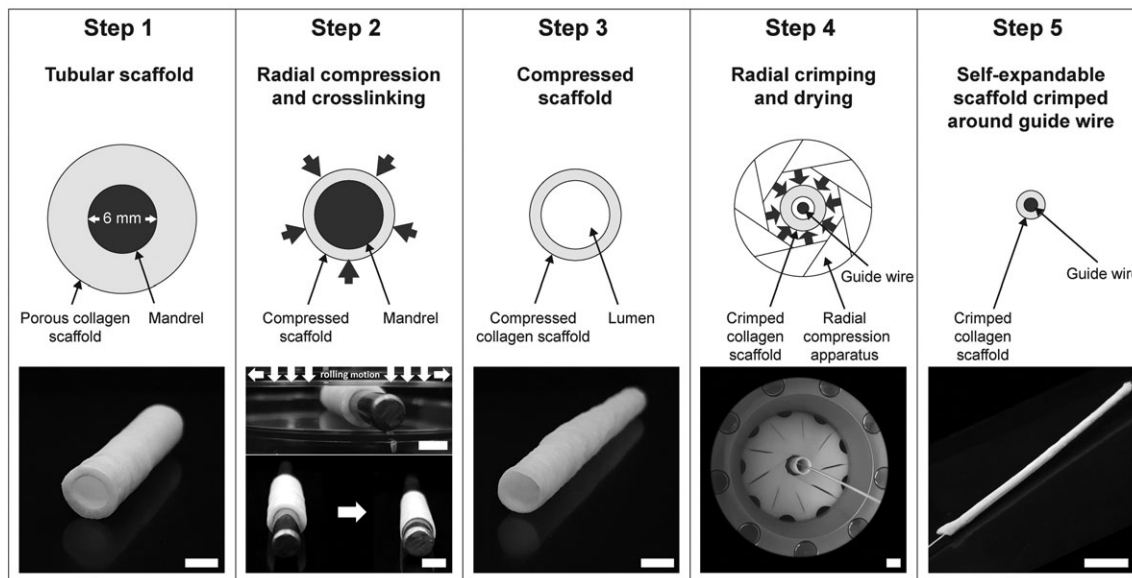 Step 1
Tubular scaffold
6 mm
Porous collagen
scaffold
Mandrel
Step 2
Radial compression
and crosslinking
Compressed
scaffold
Mandrel
rolling motion
Step 3
Compressed
scaffold
Compressed
collagen scaffold
Lumen
Step 4
Radial crimping
and drying
Guide wire
Crimped
collagen
scaffold
Radial
compression
apparatus
Step 5
Self-expandable
scaffold crimped
around guide wire
Guide wire
Crimped
collagen
scaffold